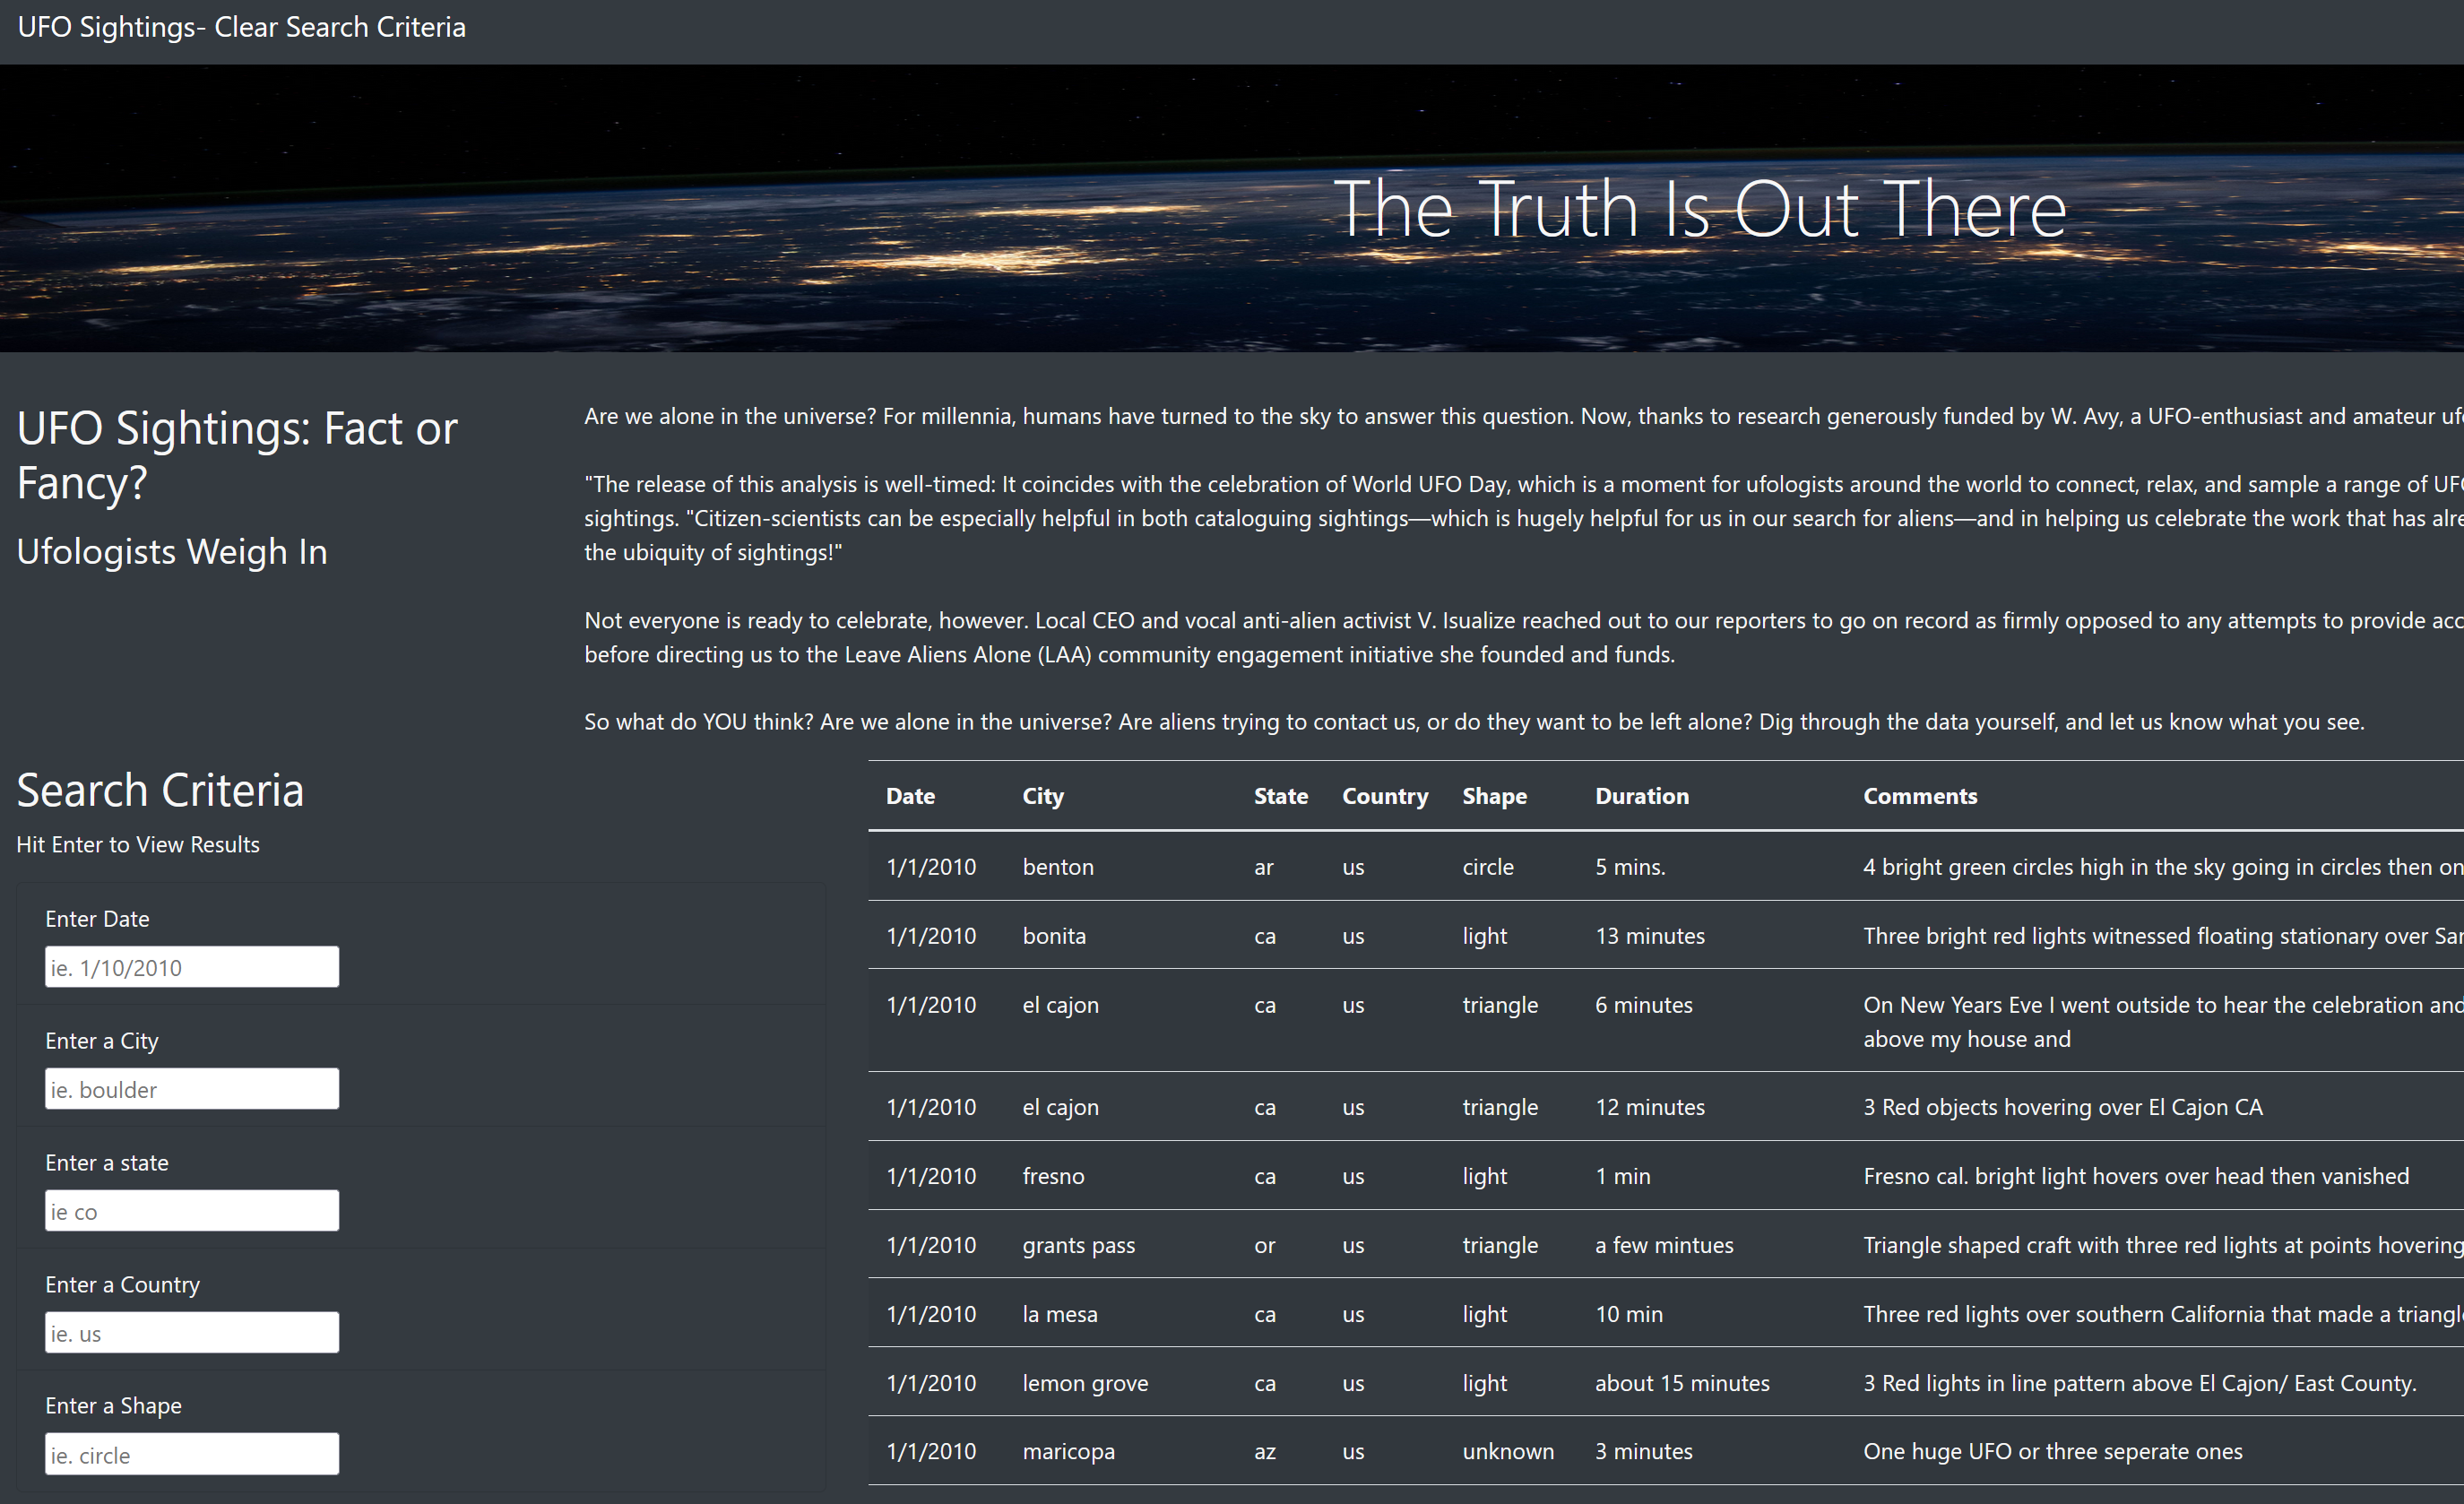 UFO Sightings- Clear Search Criteria
The Truth Is Out There
UFO Sightings: Fact or
Fancy?
Ufologists Weigh In
Are we alone in the universe? For millennia, humans have turned to the sky to answer this question. Now, thanks to research generously funded by W. Avy, a UFO-enthusiast and amateur
"The release of this analysis is well-timed: It coincides with the celebration of World UFO Day, which is a moment for ufologists around the world to connect, relax, and sample a range of
sightings. "Citizen-scientists can be especially helpful in both cataloguing sightings—which is hugely helpful for us in our search for aliens—and in helping us celebrate the work that has
the ubiquity of sightings!"
Not everyone is ready to celebrate, however. Local CEO and vocal anti-alien activist V. Isualize reached out to our reporters to go on record as firmly opposed to any attempts to provide
before directing us to the Leave Aliens Alone (LAA) community engagement initiative she founded and funds.
So what do YOU think? Are we alone in the universe? Are aliens trying to contact us, or do they want to be left alone? Dig through the data yourself, and let us know what you see.
Search Criteria
Hit Enter to View Results
Enter Date
ie. 1/10/2010
Enter a City
ie. boulder
Enter a state
ie co
Enter a Country
ie. us
Enter a Shape
ie. circle
Date City State Country Shape Duration Comments
1/1/2010 benton ar us circle 5 mins. 4 bright green circles high in the sky going in circles then
1/1/2010 bonita ca us light 13 minutes Three bright red lights witnessed floating stationary over
1/1/2010 el cajon ca us triangle 6 minutes On New Years Eve I went outside to hear the celebration and
above my house and
1/1/2010 el cajon ca us triangle 12 minutes 3 Red objects hovering over El Cajon CA
1/1/2010 fresno ca us light 1 min Fresno cal. bright light hovers over head then vanished
1/1/2010 grants pass or us triangle a few mintues Triangle shaped craft with three red lights at points hovering
1/1/2010 la mesa ca us light 10 min Three red lights over southern California that made a
1/1/2010 lemon grove ca us light about 15 minutes 3 Red lights in line pattern above El Cajon/ East County.
1/1/2010 maricopa az us unknown 3 minutes One huge UFO or three seperate ones